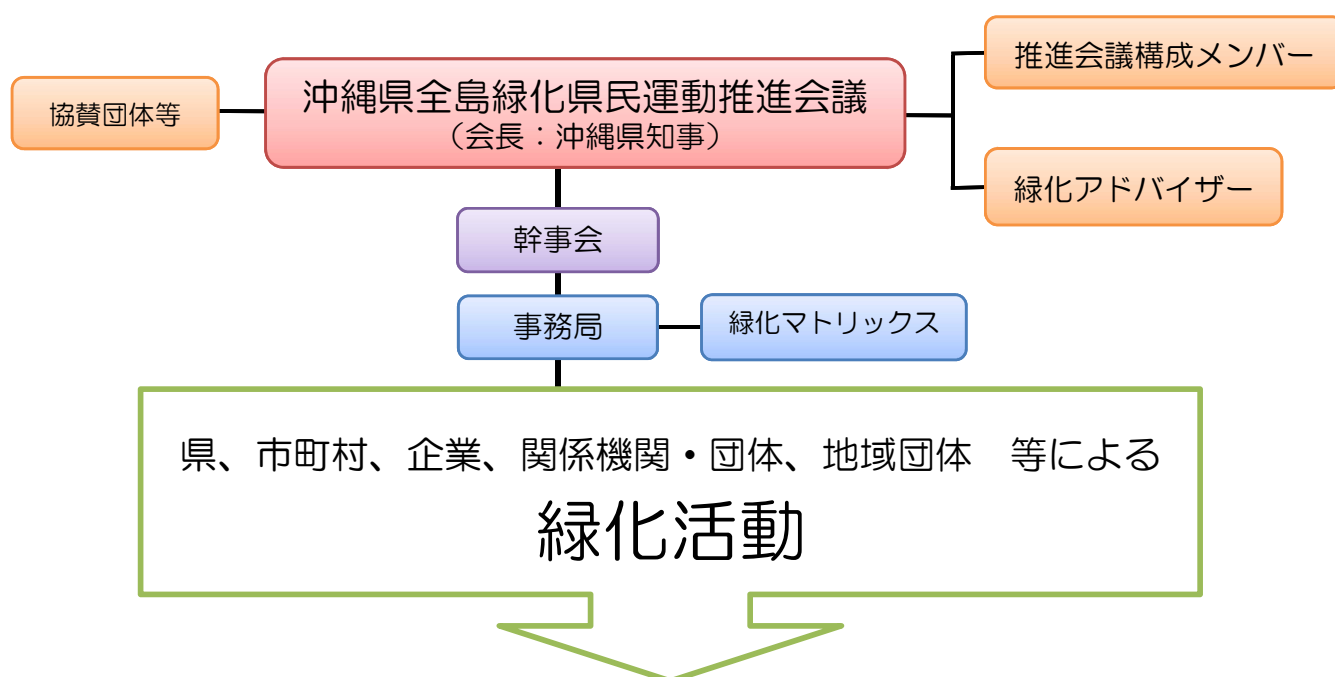 推進会議構成メンバー
協賛団体等
沖縄県全島緑化県民運動推進会議
（会長：沖縄県知事）
緑化アドバイザー
幹事会
事務局
緑化マトリックス
県、市町村、企業、関係機関・団体、地域団体　等による
緑化活動